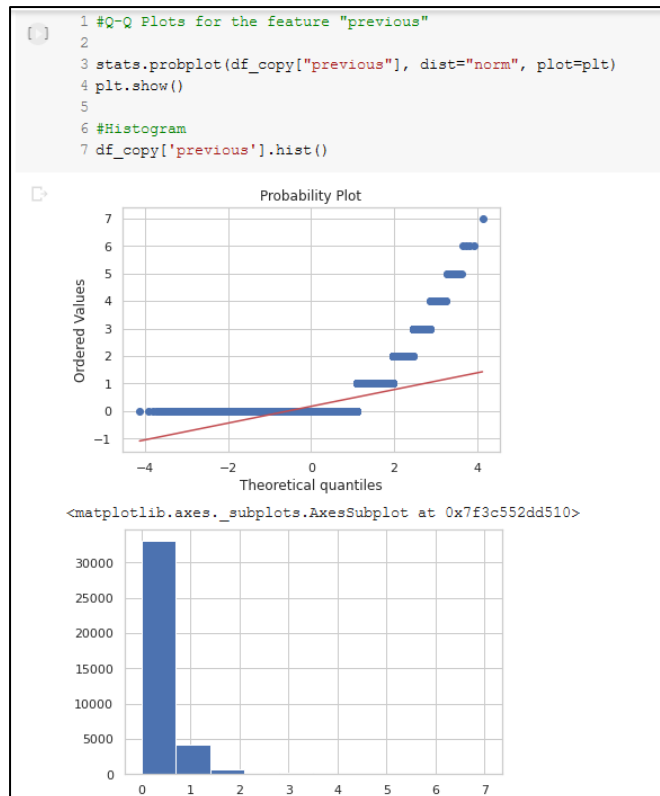 [ ]
1 #Q-Q Plots for the feature "previous"
2
3 stats.probplot(df_copy["previous"], dist="norm", plot=plt)
4 plt.show()
5
6 #Histogram
7 df_copy['previous'].hist()
Probability Plot
7
6
5
4
3
2
1
0
−1
Ordered Values
−4 −2 0 2 4
Theoretical quantiles
<matplotlib.axes._subplots.AxesSubplot at 0x7f3c552dd510>
30000
25000
20000
15000
10000
5000
0
0 1 2 3 4 5 6 7